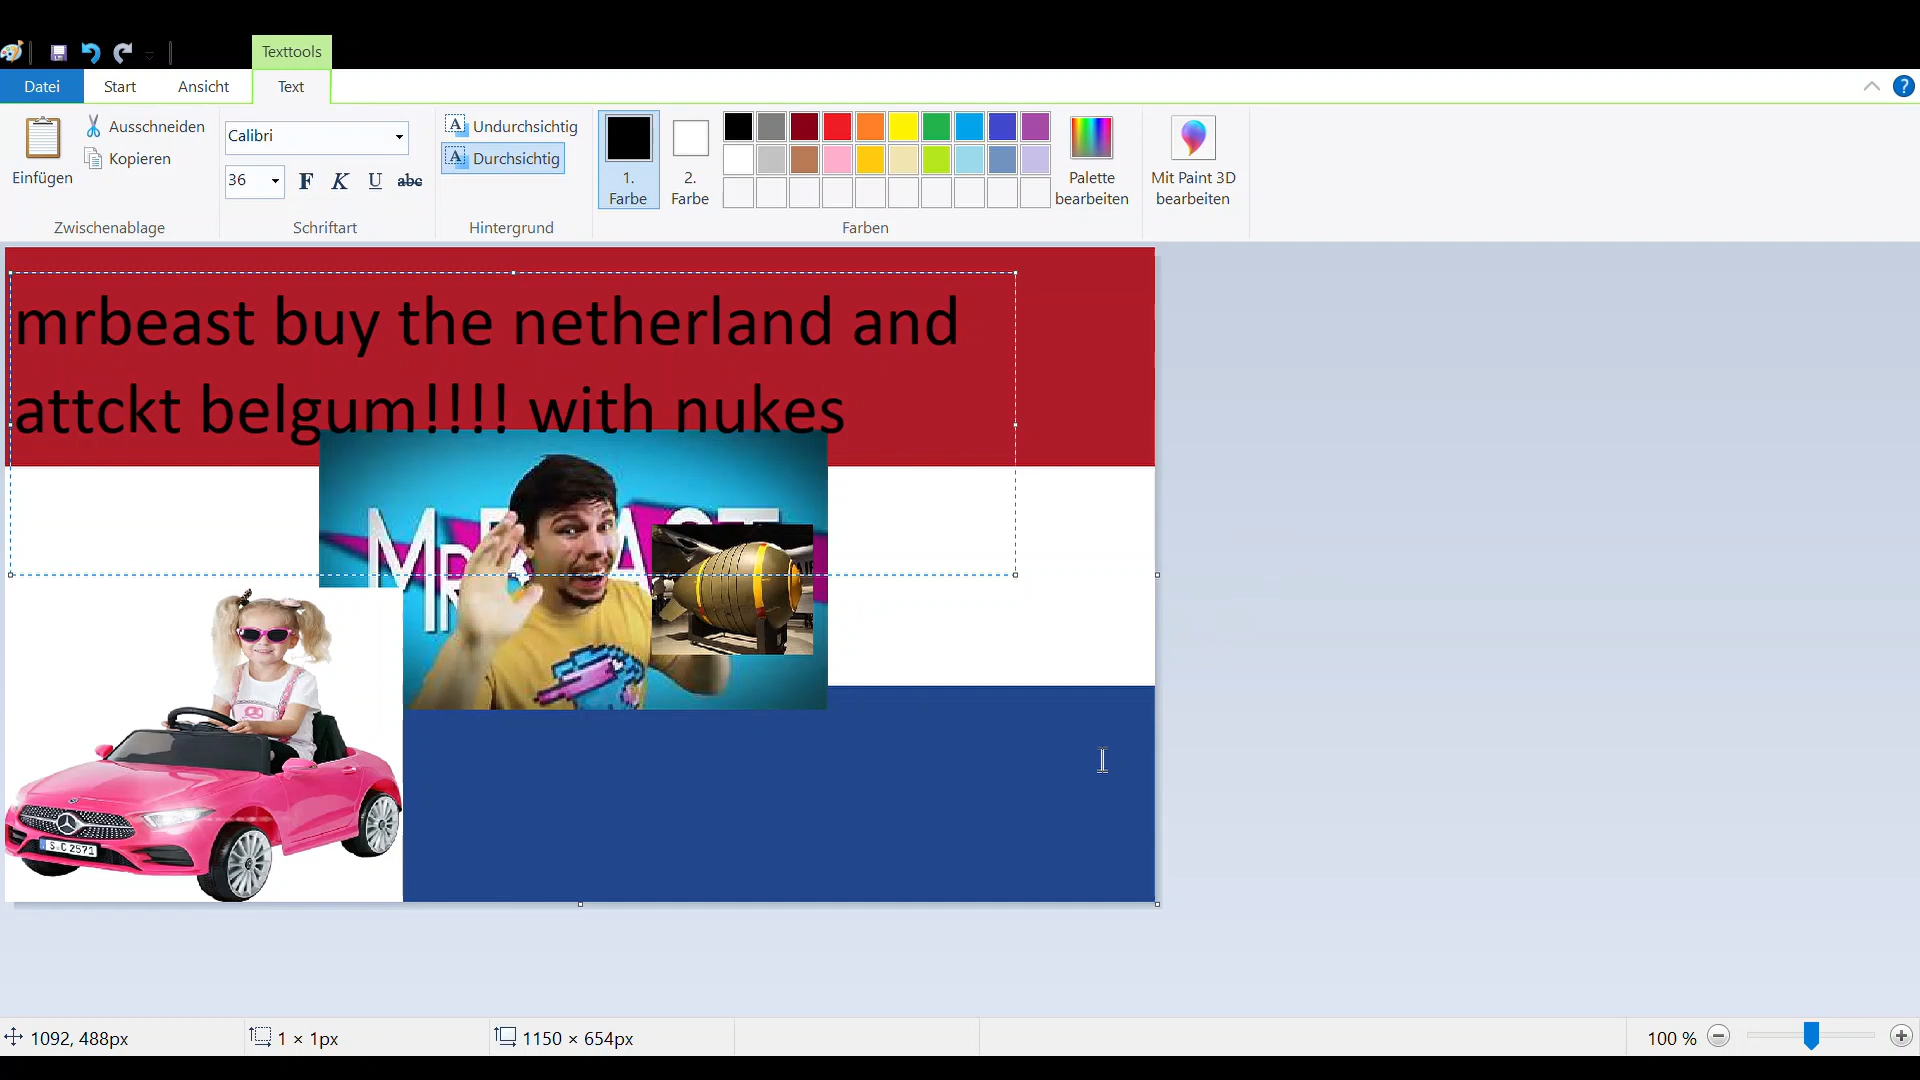 Texttools
Datei Start Ansicht Text
Einfügen
Ausschneiden
Kopieren
Zwischenablage
Calibri
36 F K U abc
Schriftart
Undurchsichtig
Durchsichtig
Hintergrund
1.
Farbe
2.
Farbe
Farben
Palette
bearbeiten
Mit Paint 3D
bearbeiten
mrbeast buy the netherland and
attckt belgum!!!! with nukes
S C 2571
1092, 488px
1 × 1px
1150 × 654px
100 %